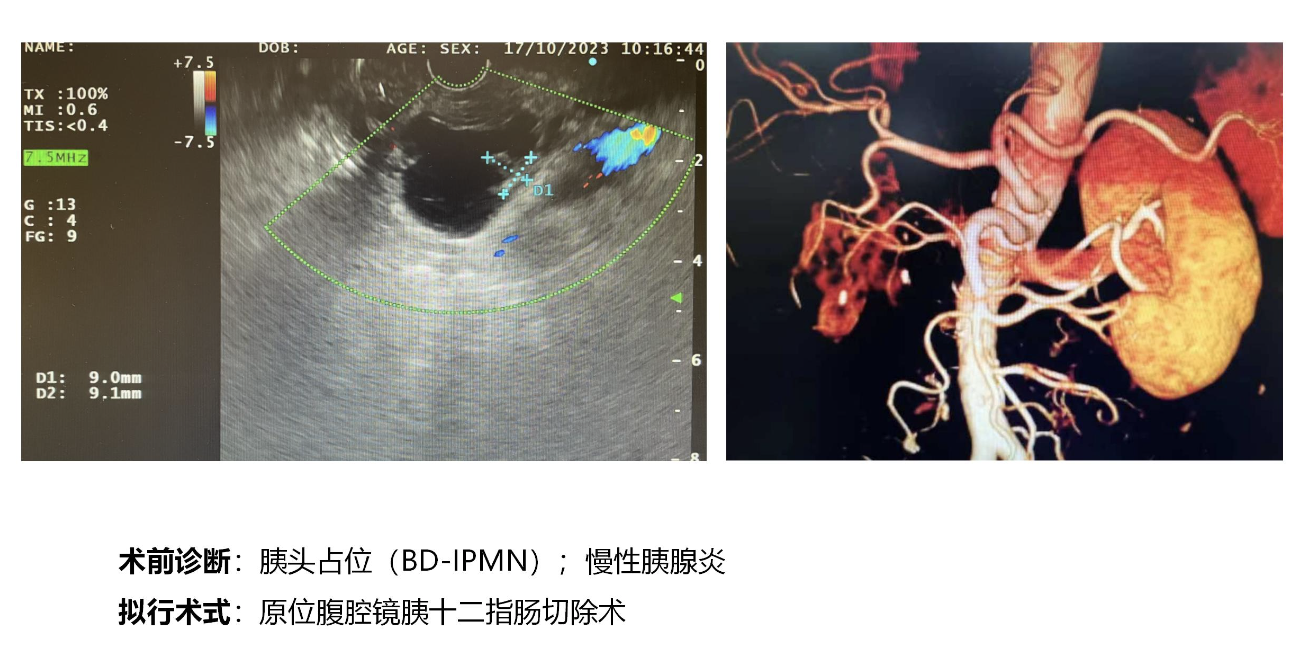 NAME: DOB: AGE: SEX: 17/10/2023 10:16:44
+7.5
0
TX :100%
MI :0.6
TIS:<0.4
-7.5
7.5MHz
2
D1
G :13
C : 4
FG: 9
4
6
D1: 9.0mm
D2: 9.1mm
8
术前诊断：胰头占位（BD-IPMN）；慢性胰腺炎
拟行术式：原位腹腔镜胰十二指肠切除术